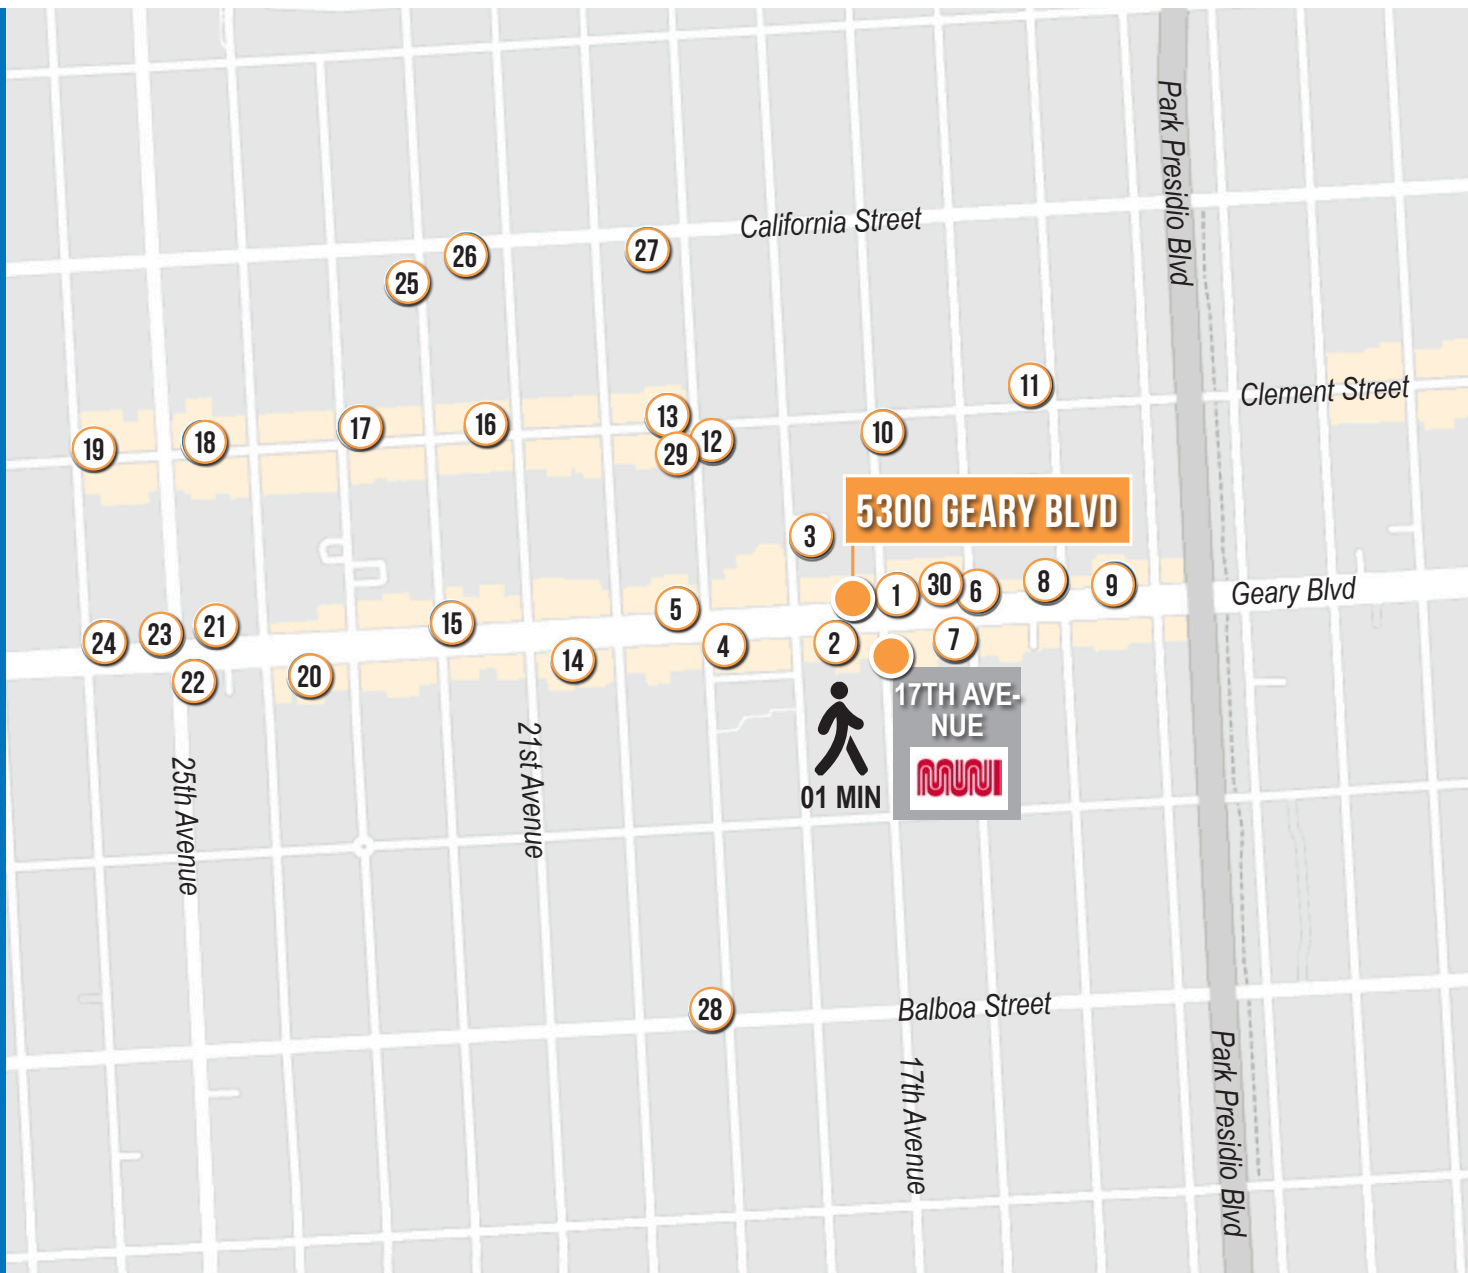 Park Presidio Blvd
California Street
27
26
25
11
Clement Street
13
16
17
10
12
18
19
29
5300 GEARY BLVD
3
8
9
30
6
1
Geary Blvd
5
15
21
23
24
2
7
4
14
20
22
17TH AVE-
NUE
MUNI
01 MIN
21st Avenue
25th Avenue
28
Balboa Street
17th Avenue
Park Presidio Blvd